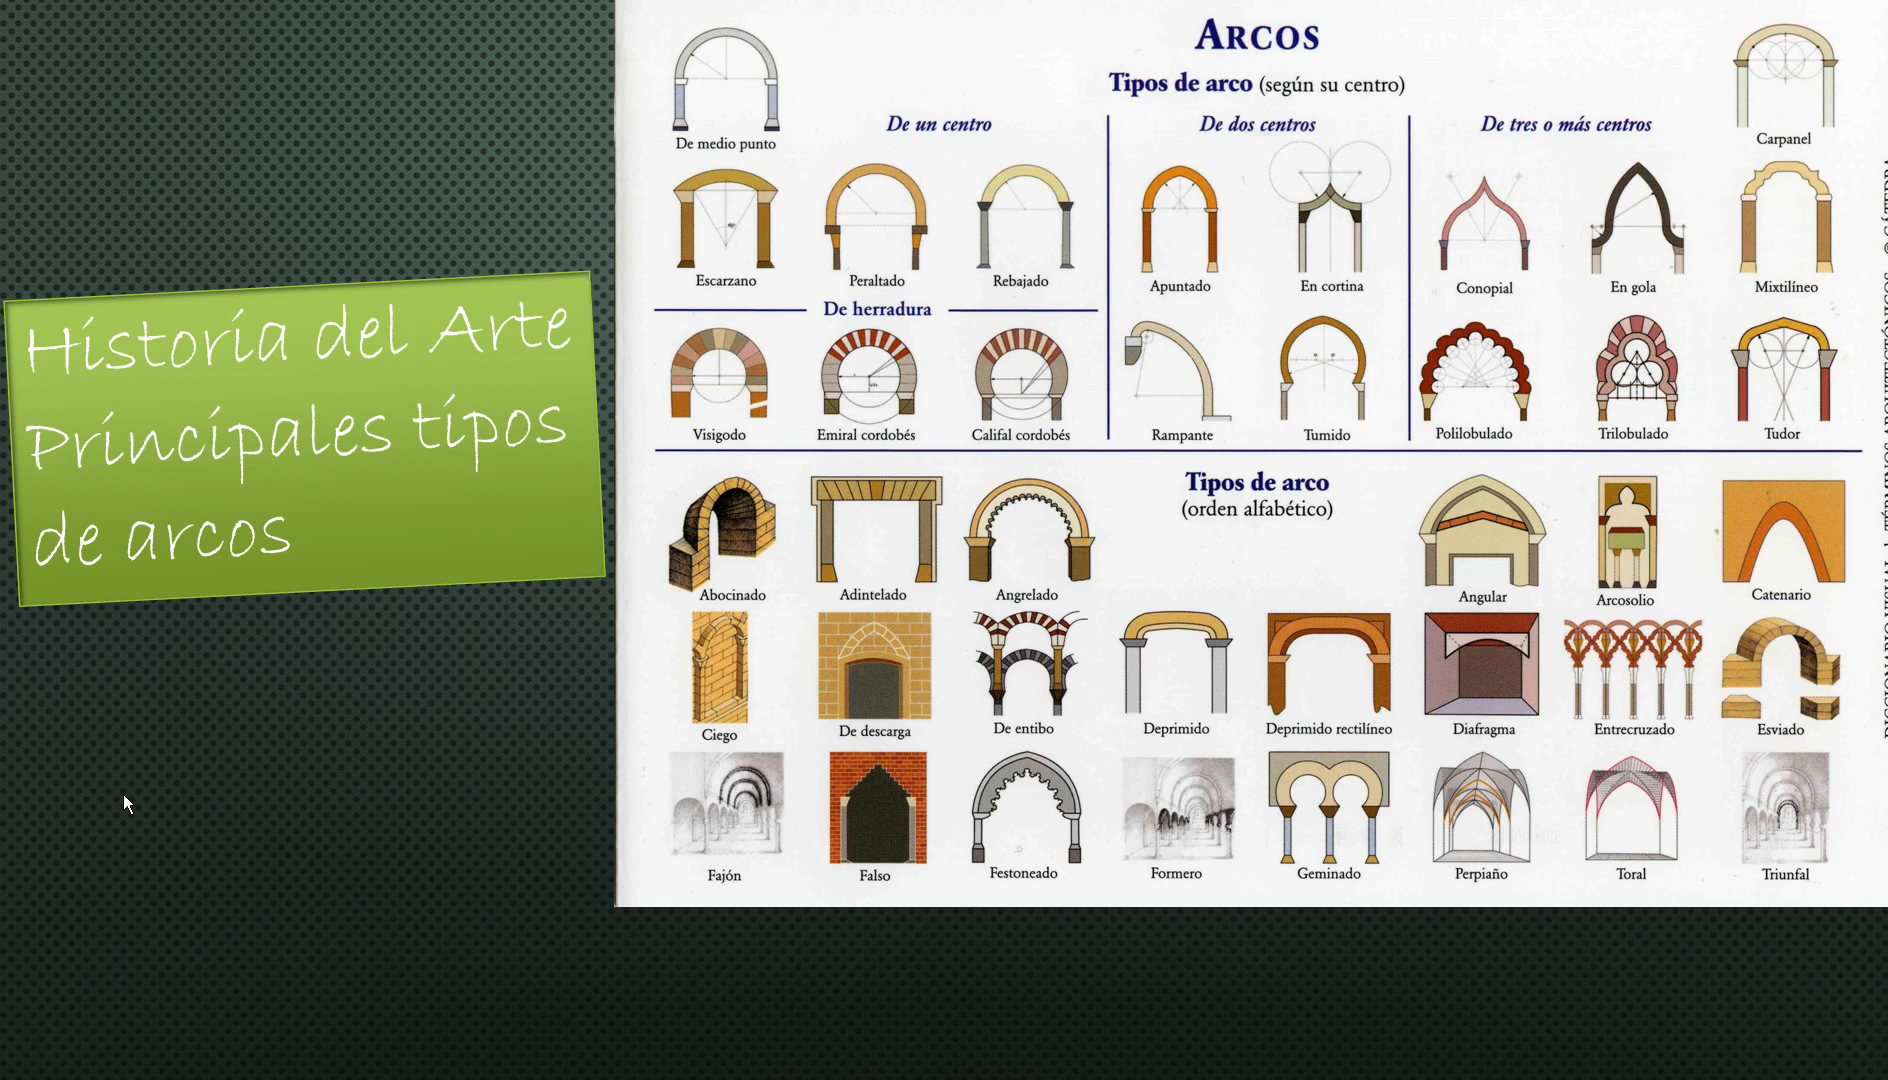 Historia del Arte
Principales tipos
de arcos
ARCOS
Tipos de arco (según su centro)
De un centro
De dos centros
De tres o más centros
De medio punto
Carpanel
Escarzano
Peraltado
Rebajado
Apuntado
En cortina
Conopial
En gola
Mixtilíneo
De herradura
Visigodo
Emiral cordobés
Califal cordobés
Rampante
Tumido
Polilobulado
Trilobulado
Tudor
Tipos de arco
(orden alfabético)
Abocinado
Adintelado
Angrelado
Angular
Arcosolio
Catenario
Ciego
De descarga
De entibo
Deprimido
Deprimido rectilíneo
Diafragma
Entrecruzado
Esviado
Fajón
Falso
Festoneado
Formero
Geminado
Perpiaño
Toral
Triunfal